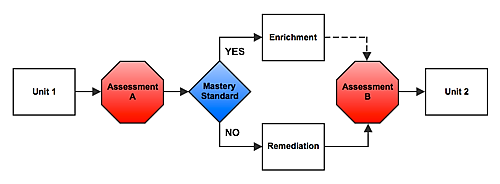 Enrichment
YES
Unit 1
Assessment
A
Mastery
Standard
Assessment
B
Unit 2
NO
Remediation